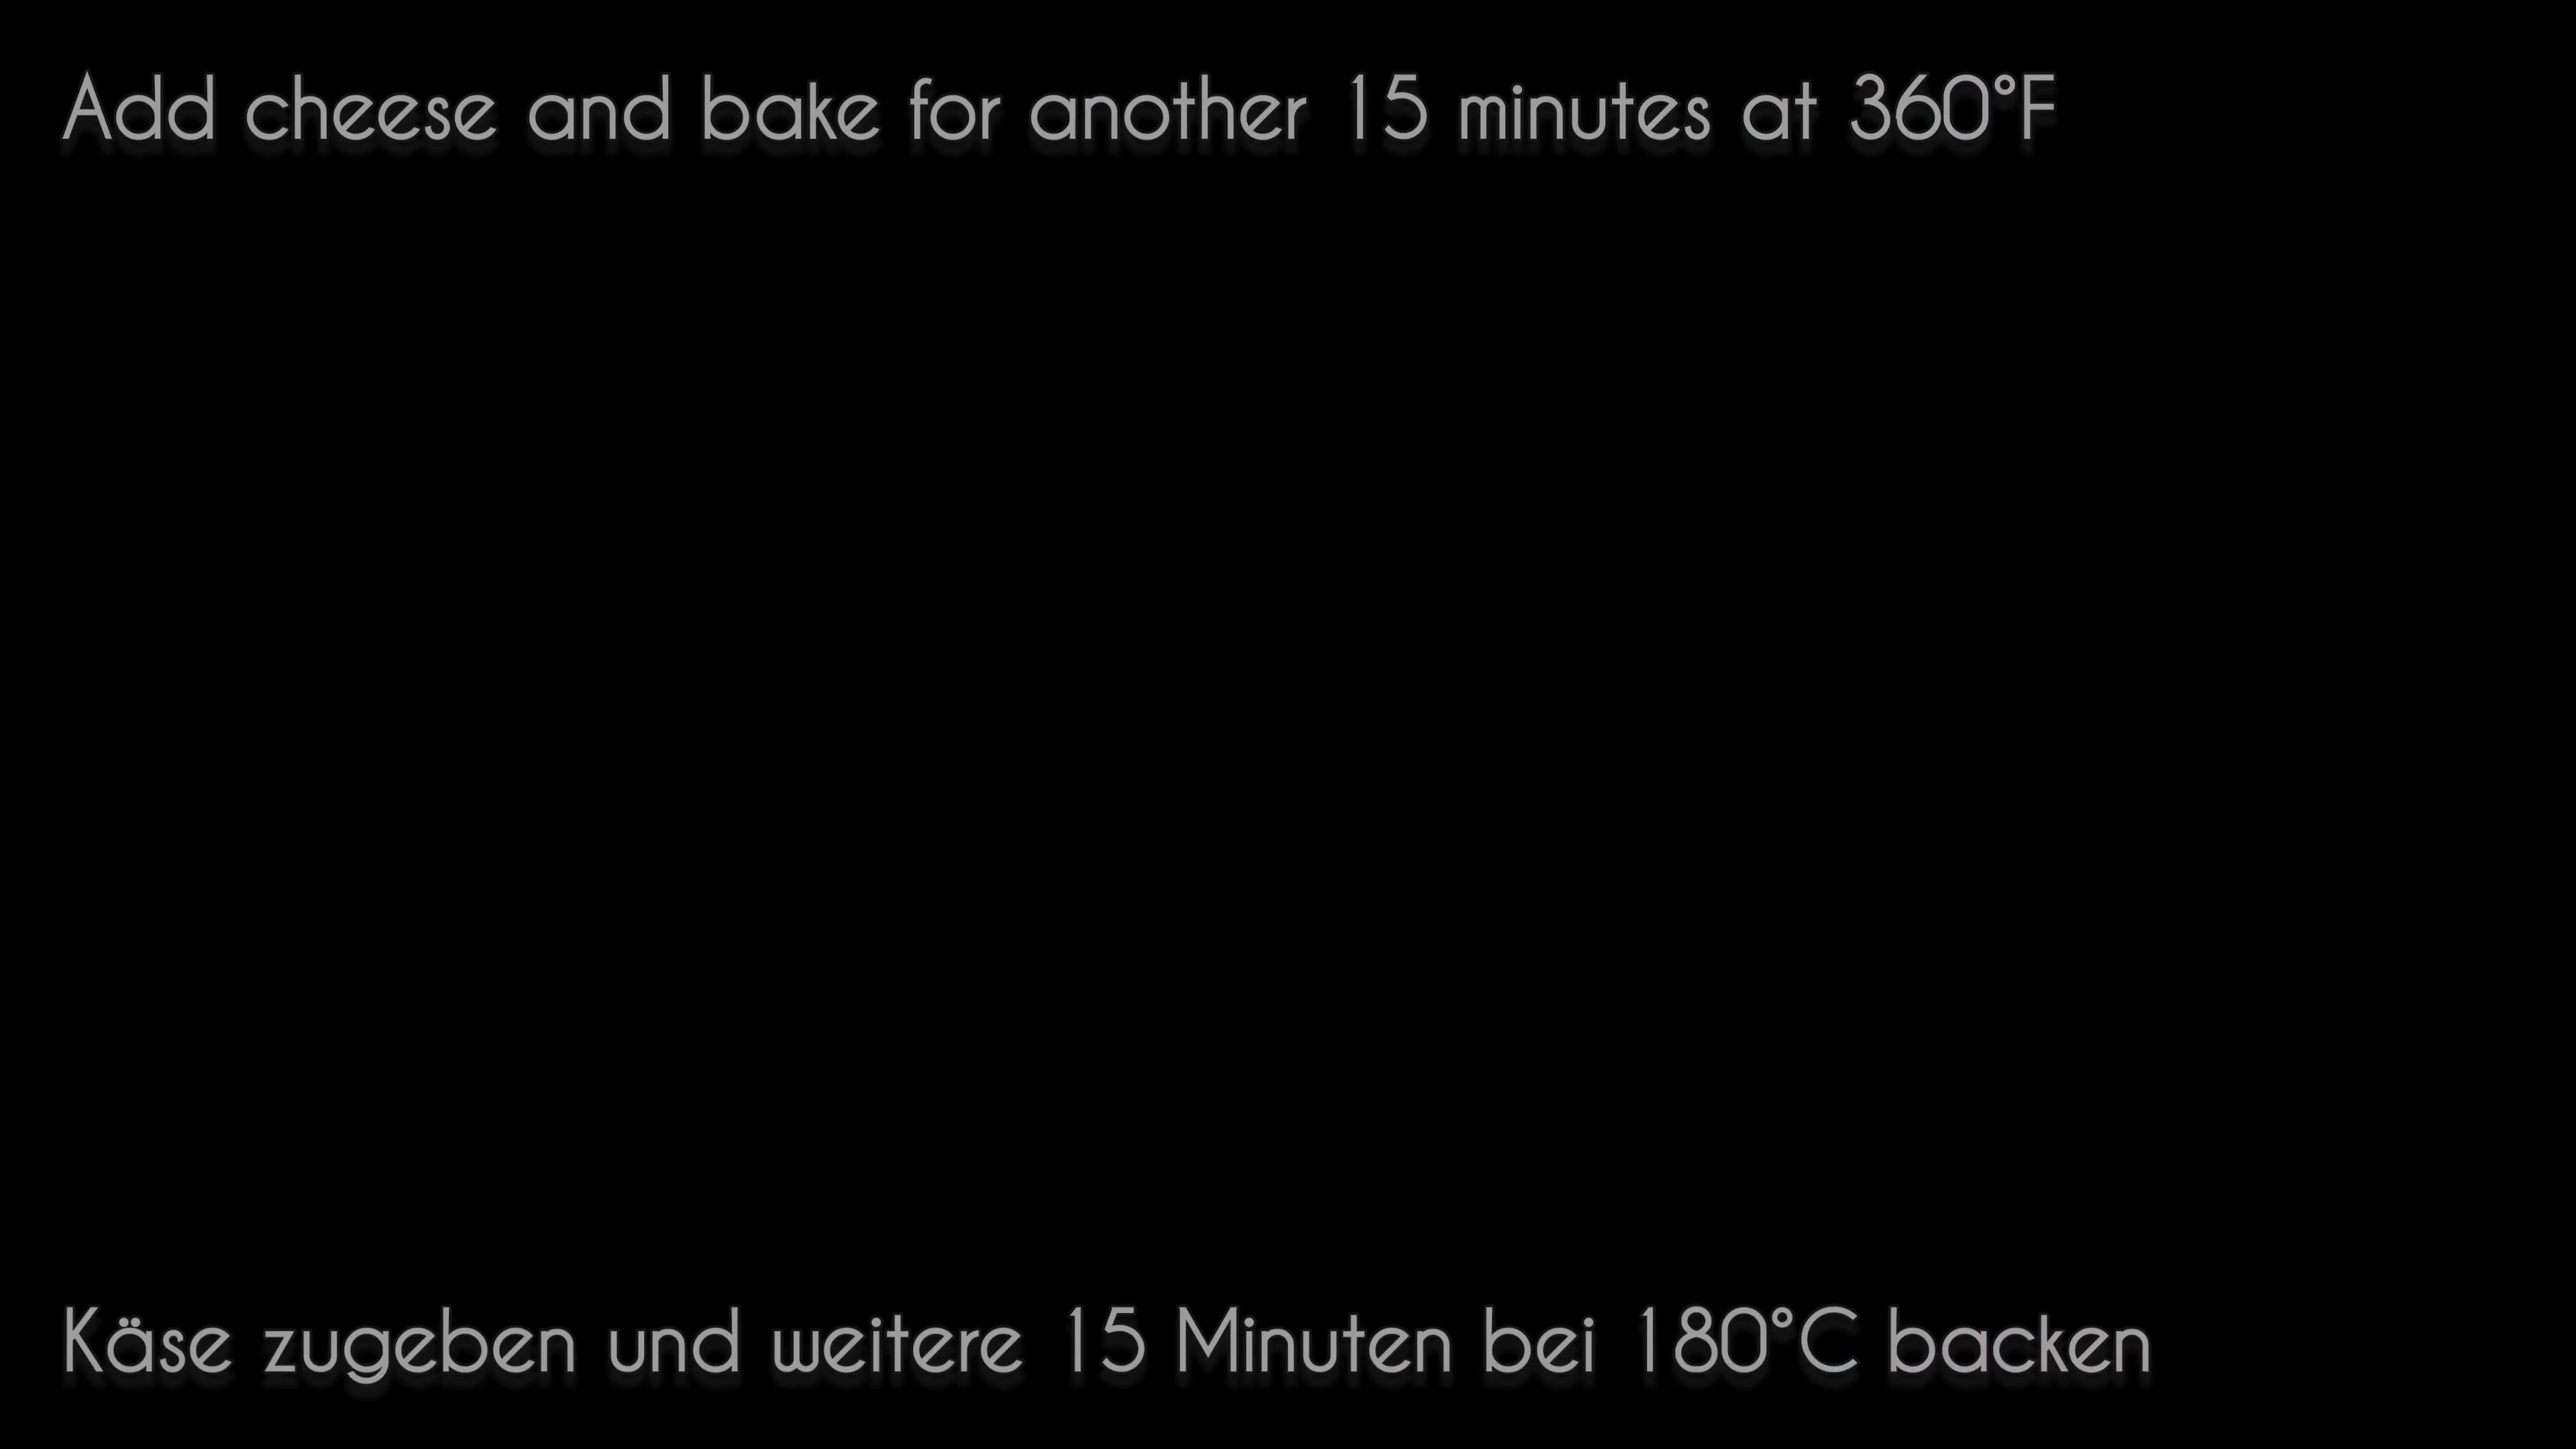 Add cheese and bake for another 15 minutes at 360°F
Käse zugeben und weitere 15 Minuten bei 180°C backen